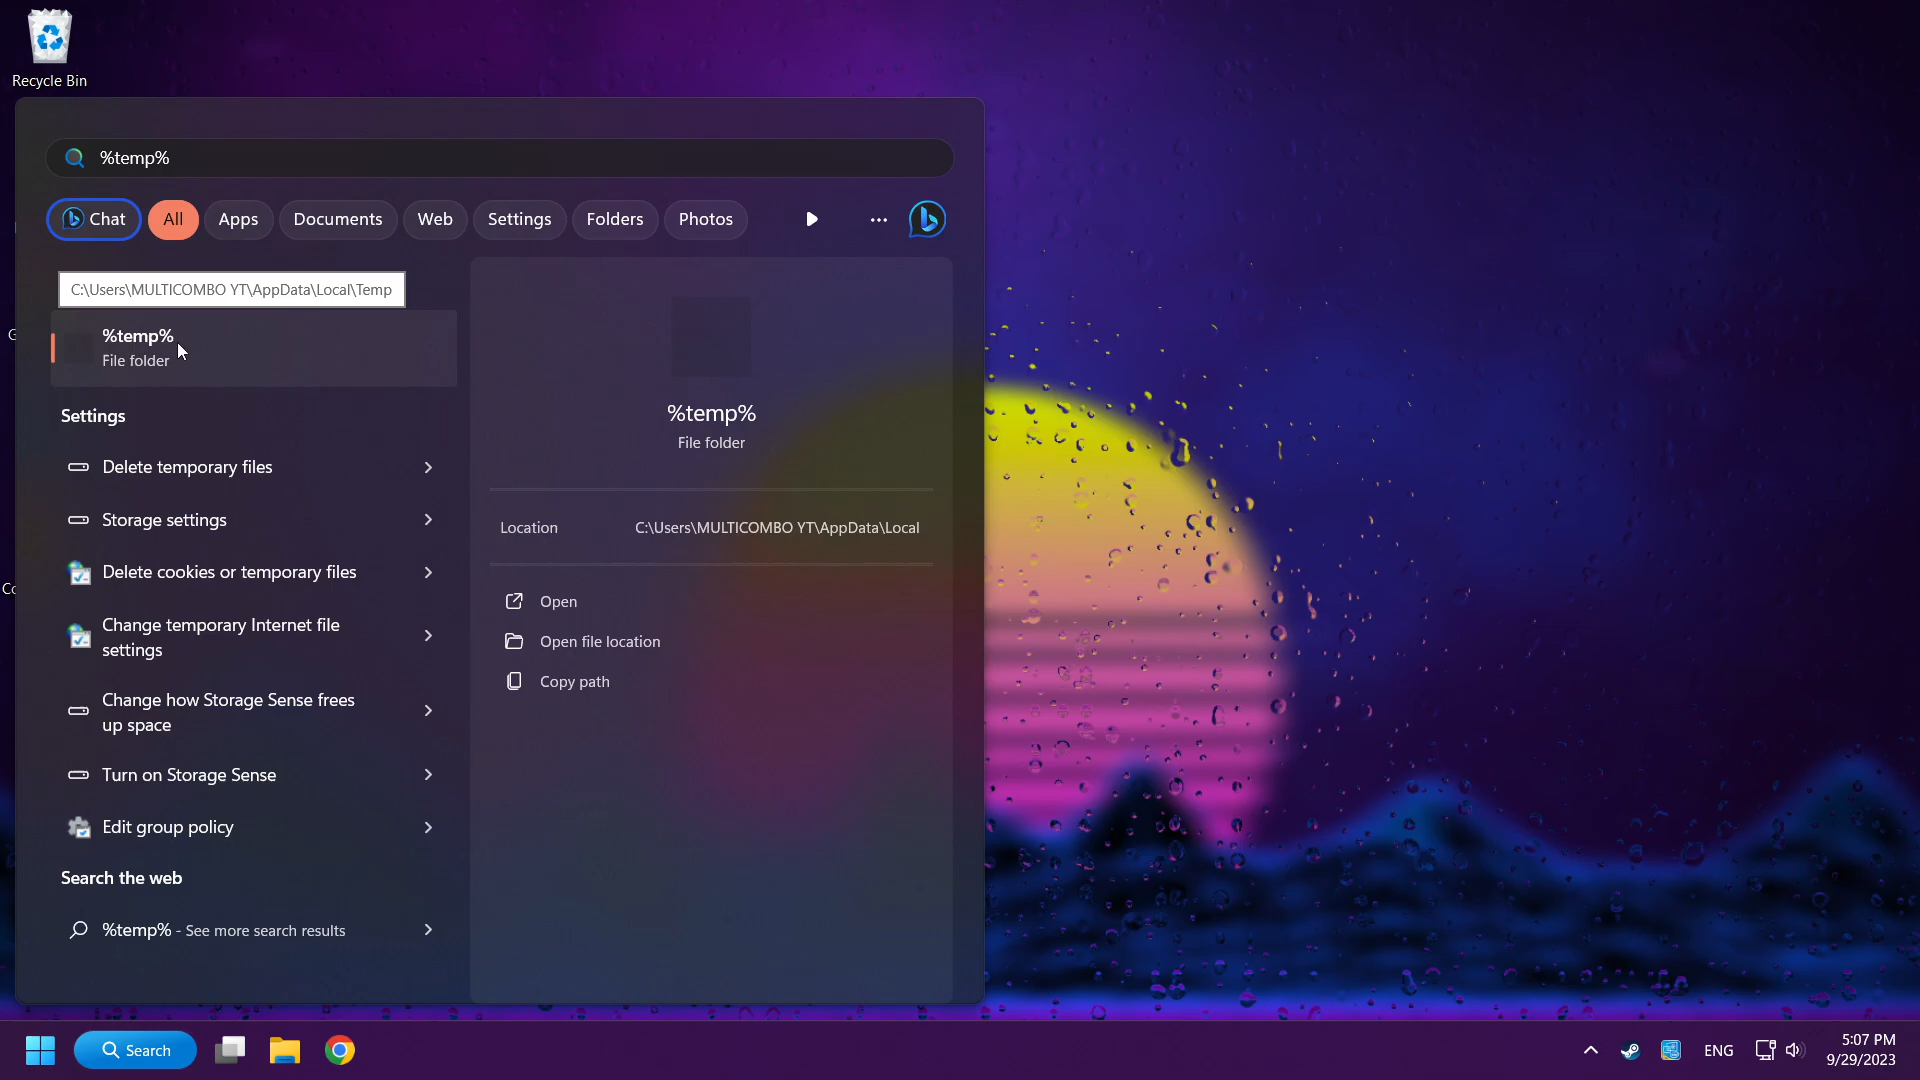 Recycle Bin
%temp%
Chat All Apps Documents Web Settings Folders Photos
C:\Users\MULTICOMBO YT\AppData\Local\Temp
%temp%
File folder
Settings
Delete temporary files
Storage settings
Delete cookies or temporary files
Change temporary Internet file
settings
Change how Storage Sense frees
up space
Turn on Storage Sense
Edit group policy
Search the web
%temp% - See more search results
%temp%
File folder
Location C:\Users\MULTICOMBO YT\AppData\Local
Open
Open file location
Copy path
Search
ENG
5:07 PM
9/29/2023